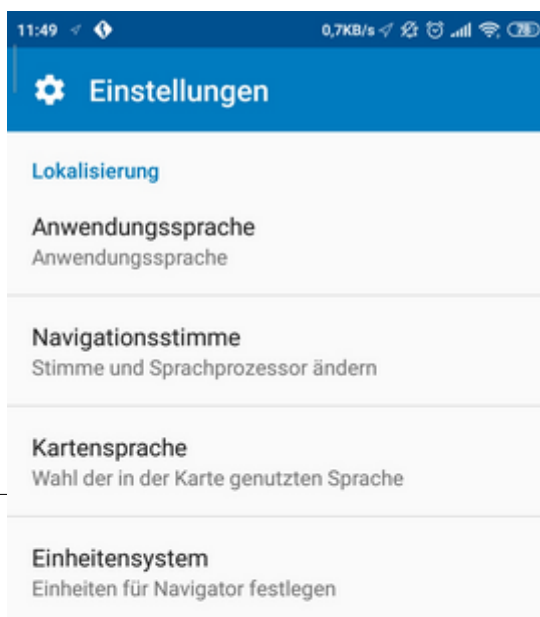 11:49 0,7KB/s 78
Einstellungen
Lokalisierung
Anwendungssprache
Anwendungssprache
Navigationsstimme
Stimme und Sprachprozessor ändern
Kartensprache
Wahl der in der Karte genutzten Sprache
Einheitensystem
Einheiten für Navigator festlegen